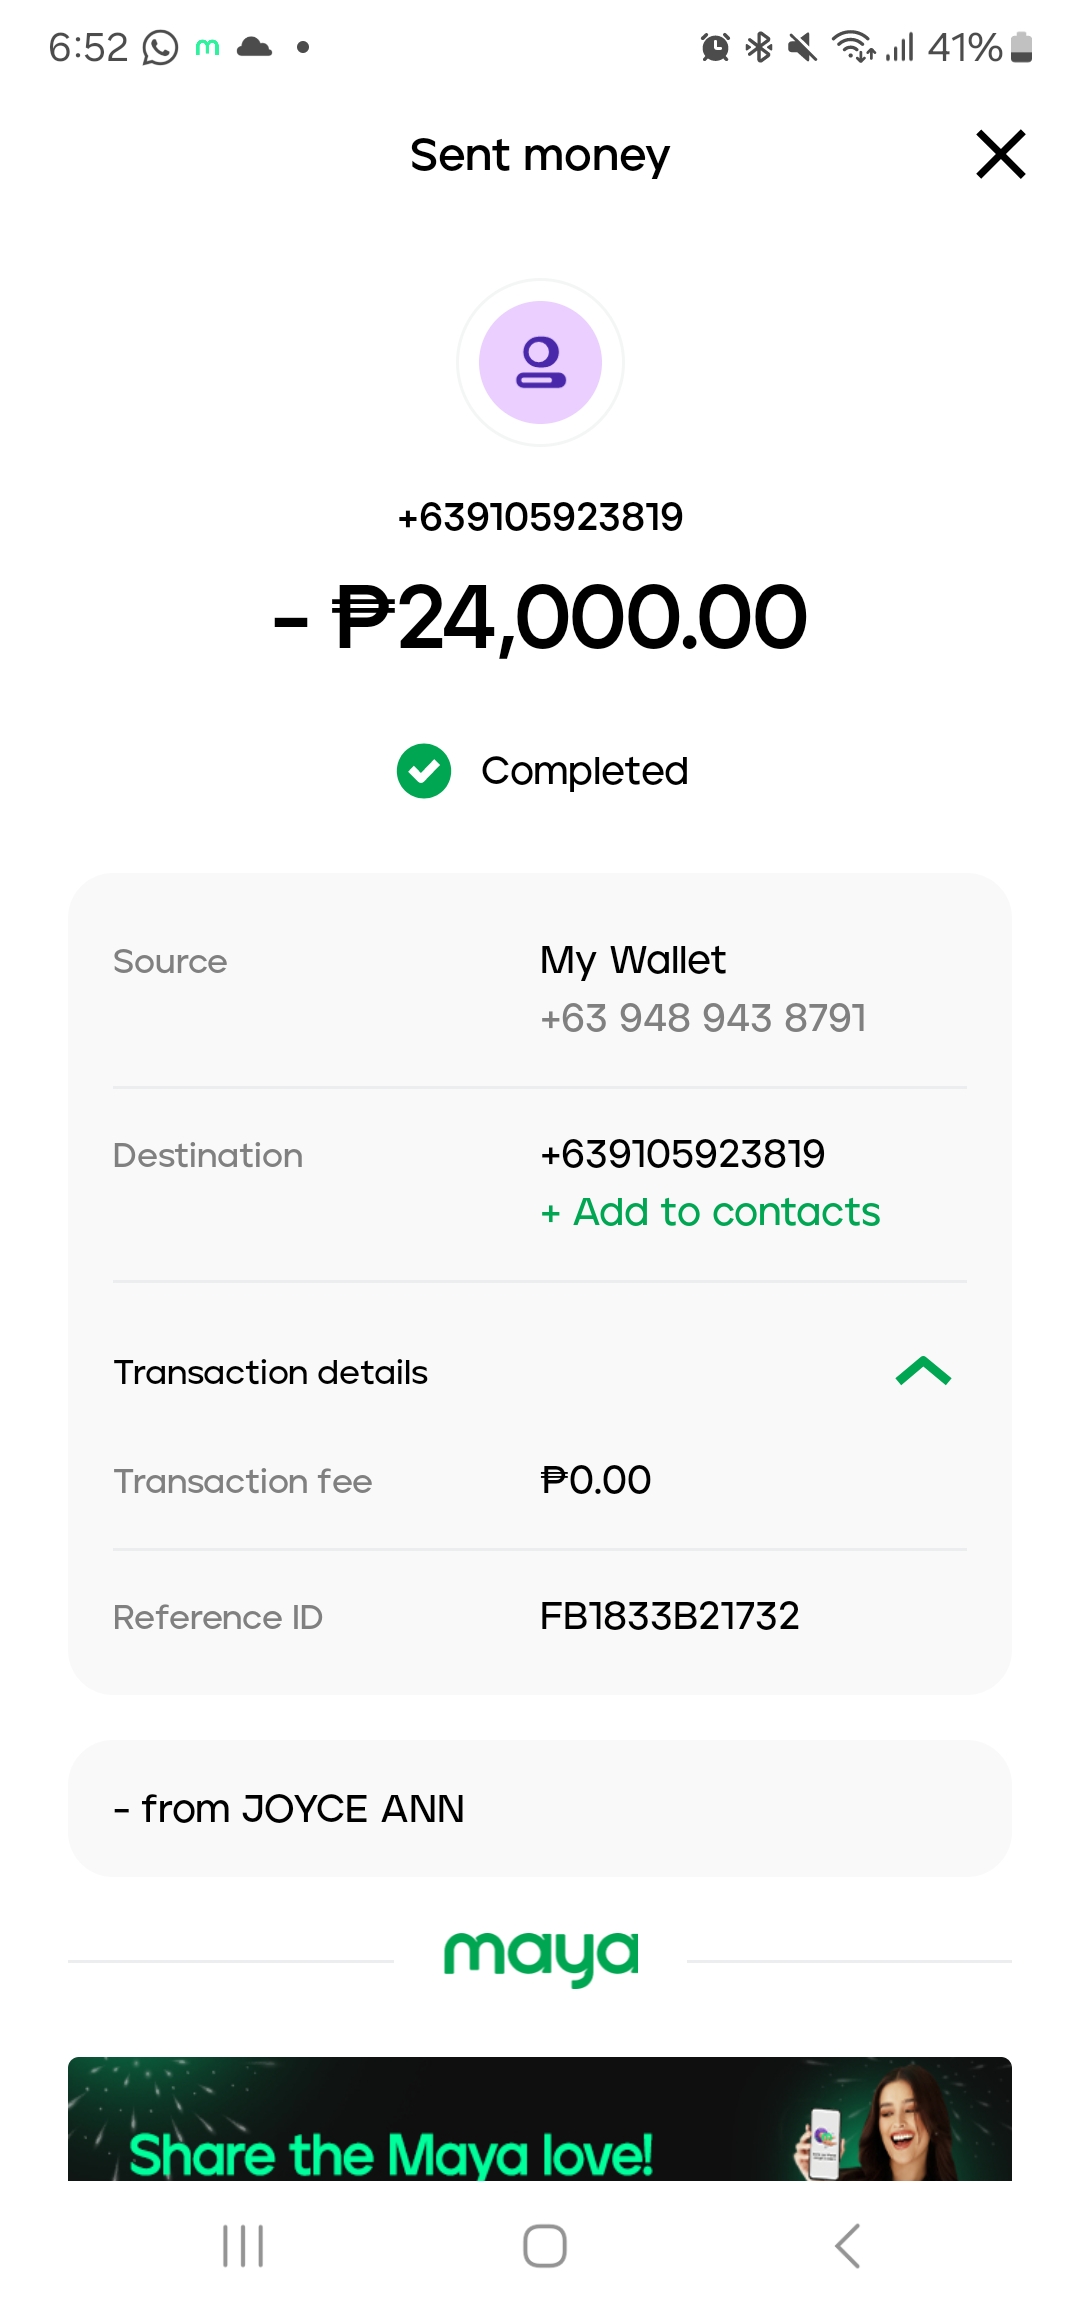 6:52 m 41%
Sent money
+639105923819
- ₱24,000.00
Completed
Source My Wallet
+63 948 943 8791
Destination +639105923819
+ Add to contacts
Transaction details
Transaction fee ₱0.00
Reference ID FB1833B21732
- from JOYCE ANN
maya
Share the Maya love!